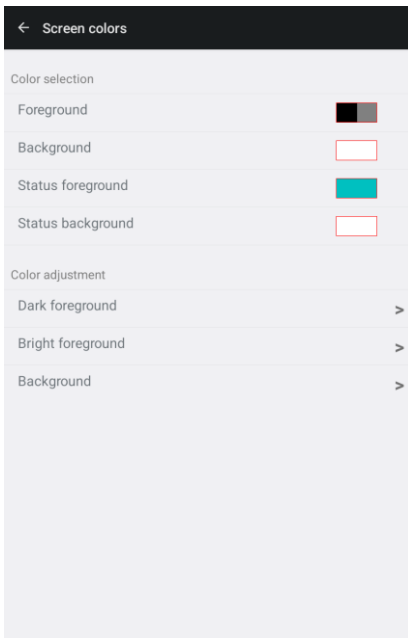 Screen colors
Color selection
Foreground
Background
Status foreground
Status background
Color adjustment
Dark foreground
>
Bright foreground
>
Background
>